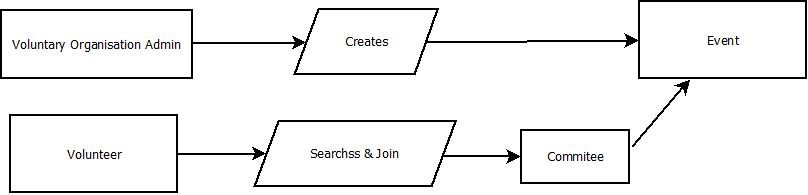 Voluntary Organisation Admin
Creates
Event
Volunteer
Searchss & Join
Commitee